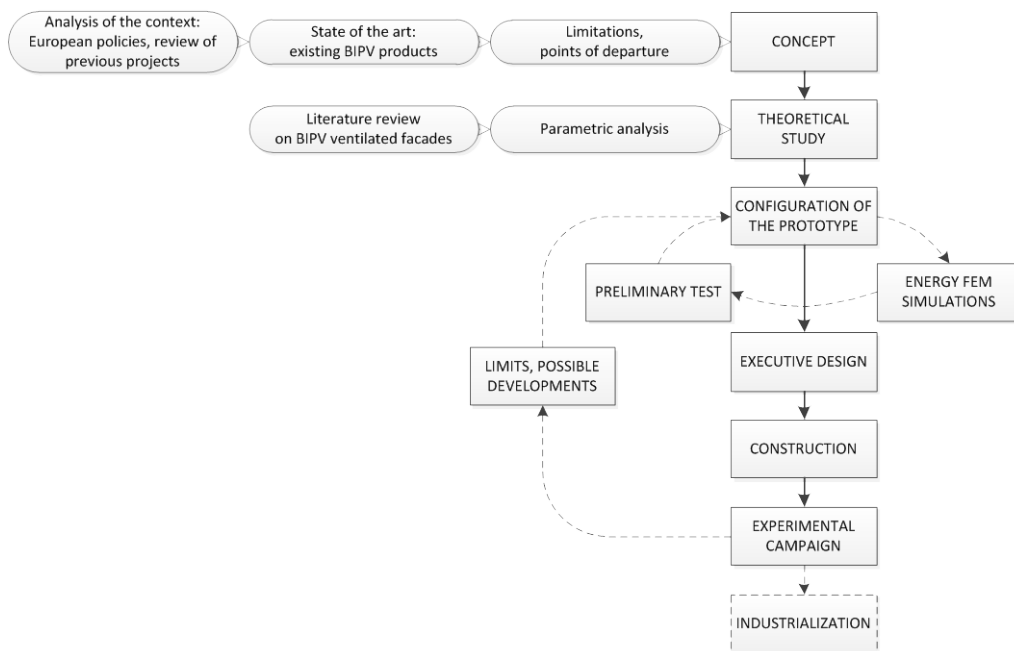 Analysis of the context:
European policies, review of
previous projects
State of the art:
existing BIPV products
Limitations,
points of departure
CONCEPT
Literature review
on BIPV ventilated facades
Parametric analysis
THEORETICAL
STUDY
CONFIGURATION OF
THE PROTOTYPE
PRELIMINARY TEST
ENERGY FEM
SIMULATIONS
LIMITS, POSSIBLE
DEVELOPMENTS
EXECUTIVE DESIGN
CONSTRUCTION
EXPERIMENTAL
CAMPAIGN
INDUSTRIALIZATION